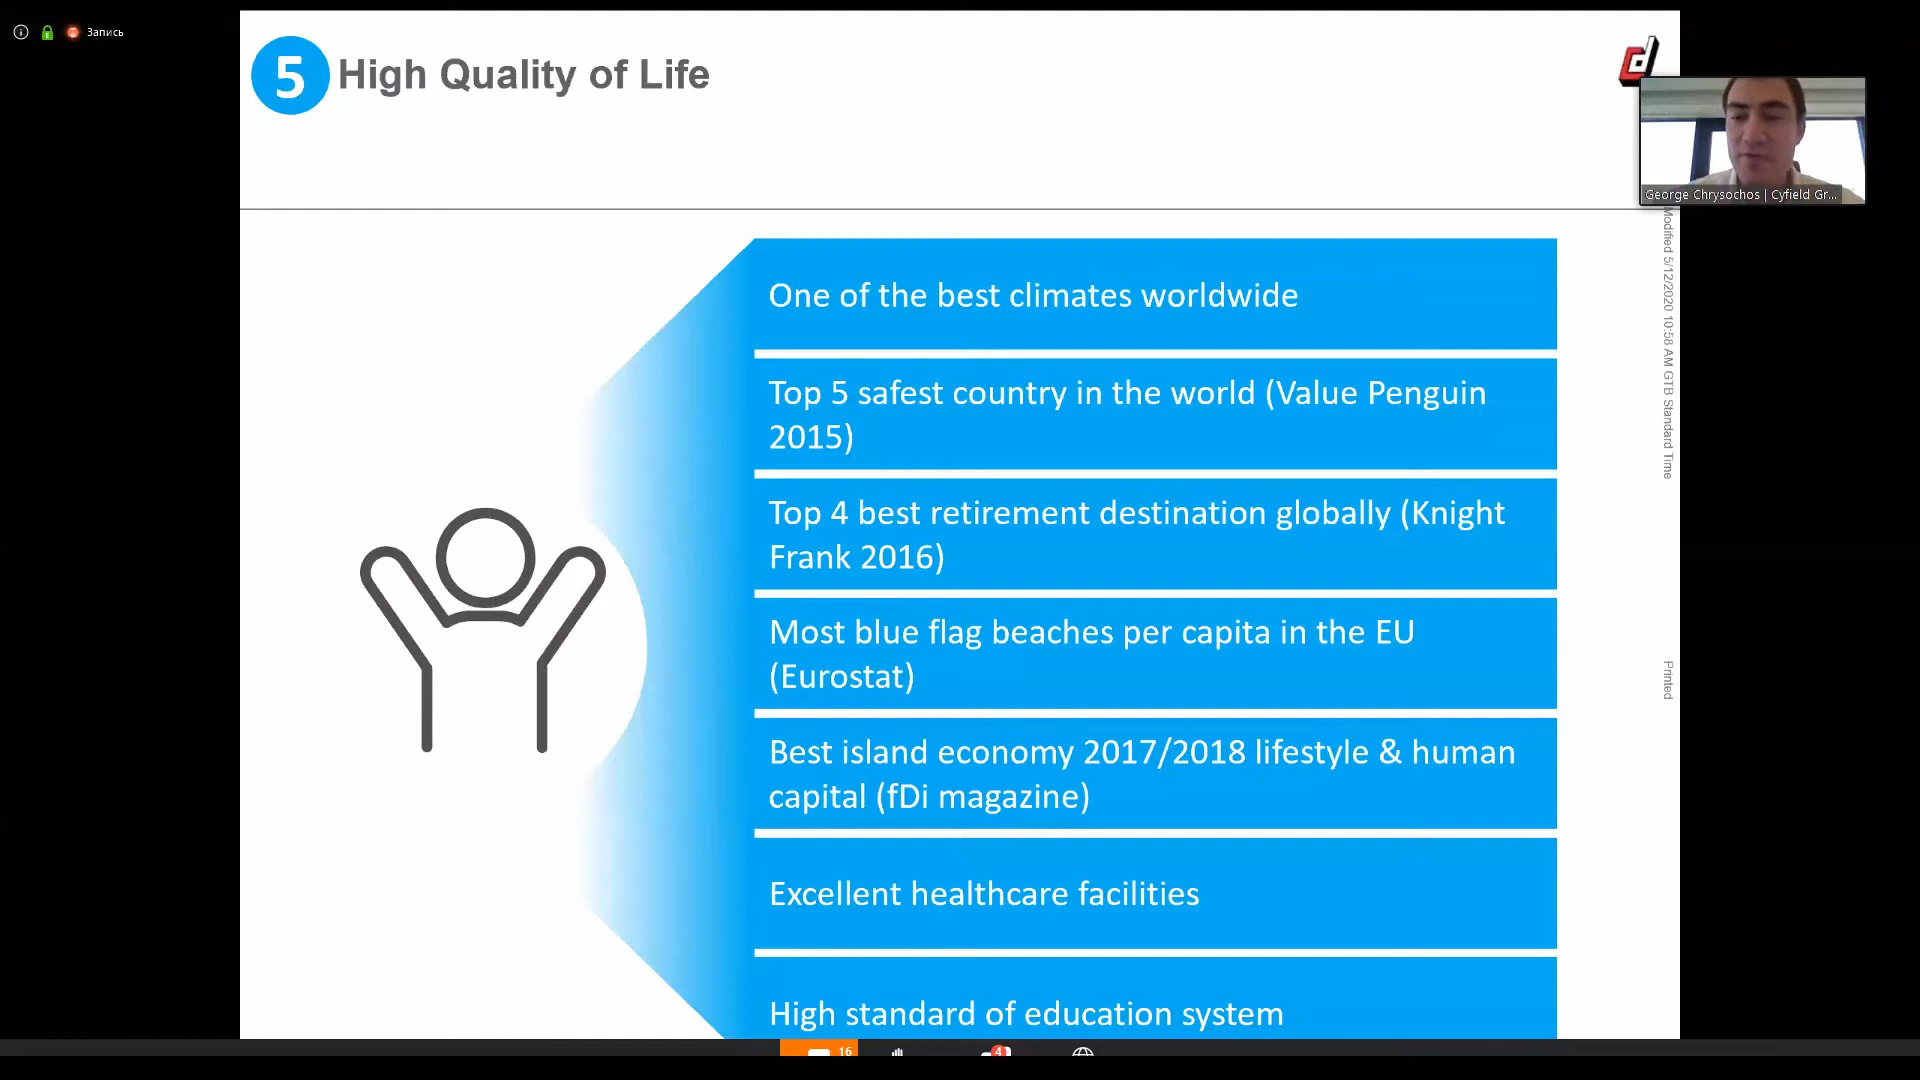 Запись
5
High Quality of Life
George Chrysochos | Cyfield Gr...
One of the best climates worldwide
Top 5 safest country in the world (Value Penguin
2015)
Top 4 best retirement destination globally (Knight
Frank 2016)
Most blue flag beaches per capita in the EU
(Eurostat)
Best island economy 2017/2018 lifestyle & human
capital (fDi magazine)
Excellent healthcare facilities
High standard of education system
Modified 5/12/2020 10:58 AM GTB Standard Time
Printed
16
4